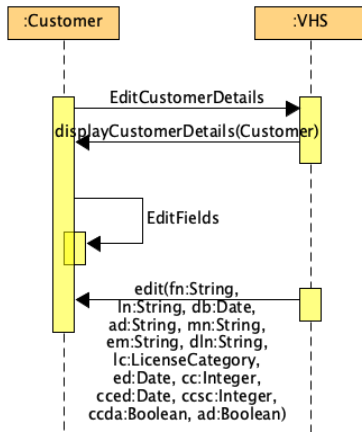 :Customer
:VHS
EditCustomerDetails
displayCustomerDetails(Customer)
EditFields
edit(fn:String,
ln:String, db:Date,
ad:String, mn:String,
em:String, dln:String,
lc:LicenseCategory,
ed:Date, cc:Integer,
cced:Date, ccsc:Integer,
ccda:Boolean, ad:Boolean)